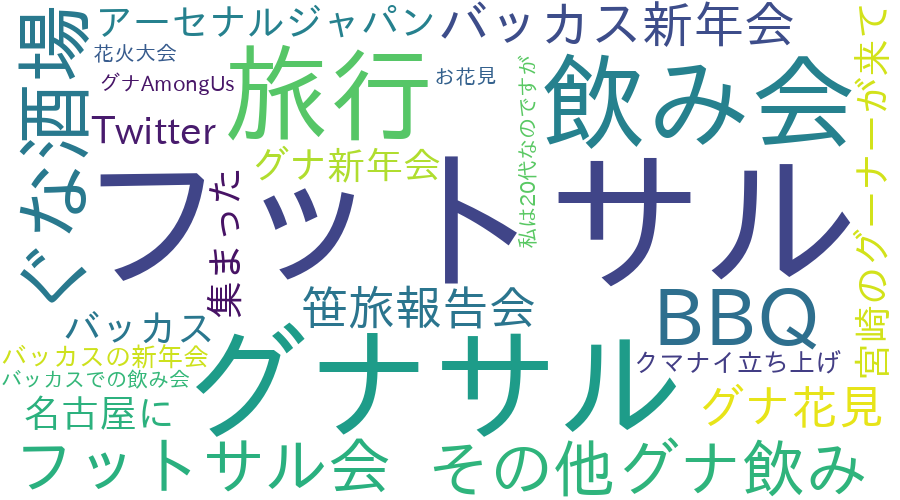 アーセナルジャパン
バッカス新年会
花火大会
グナAmongUs
お花見
旅行
飲み会
Twitter
グナ新年会
ぐな酒場
私は20代なのですが
宮崎のグーナーが来て
フットサル
集まった
笹旅報告会
BBQ
バッカス
バッカスの新年会
バッカスでの飲み会
グナサル
クマナイ立ち上げ
名古屋に
グナ花見
フットサル会
その他グナ飲み